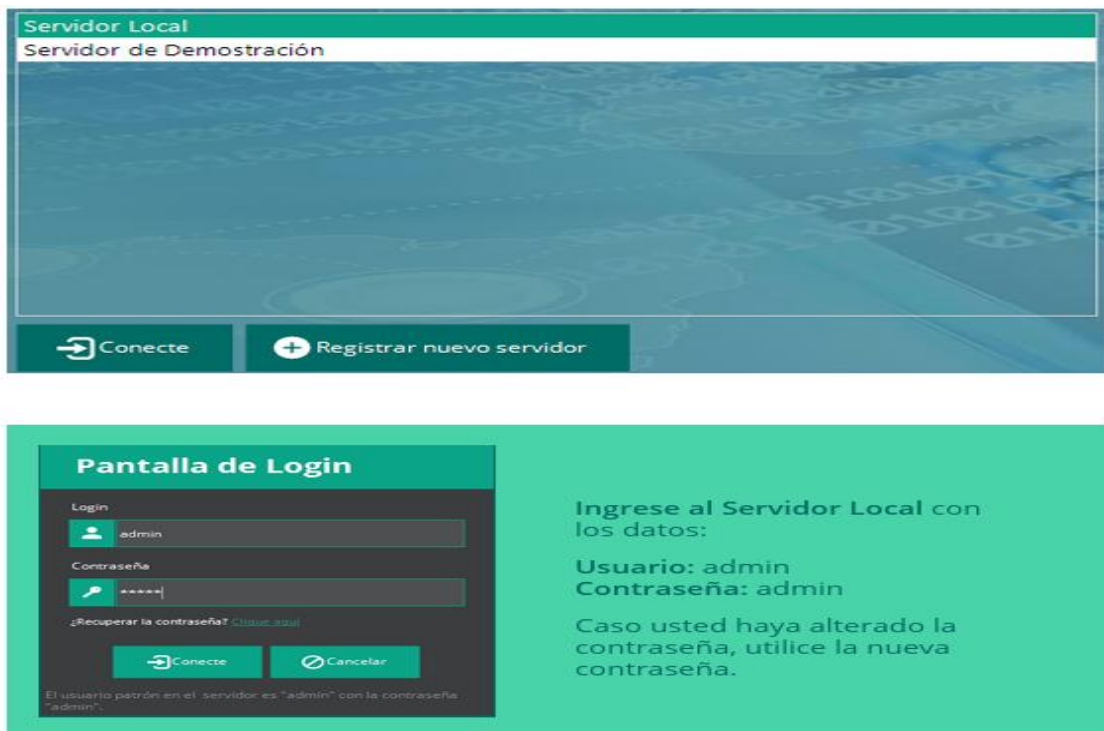 Servidor Local
Servidor de Demostración
Conecte
Registrar nuevo servidor
Pantalla de Login
Login
admin
Contraseña
*****
¿Recuperar la contraseña? Clique aqui
Conecte
Cancelar
El usuario patrón en el servidor es "admin" con la contraseña
"admin".
Ingrese al Servidor Local con
los datos:
Usuario: admin
Contraseña: admin
Caso usted haya alterado la
contraseña, utilice la nueva
contraseña.